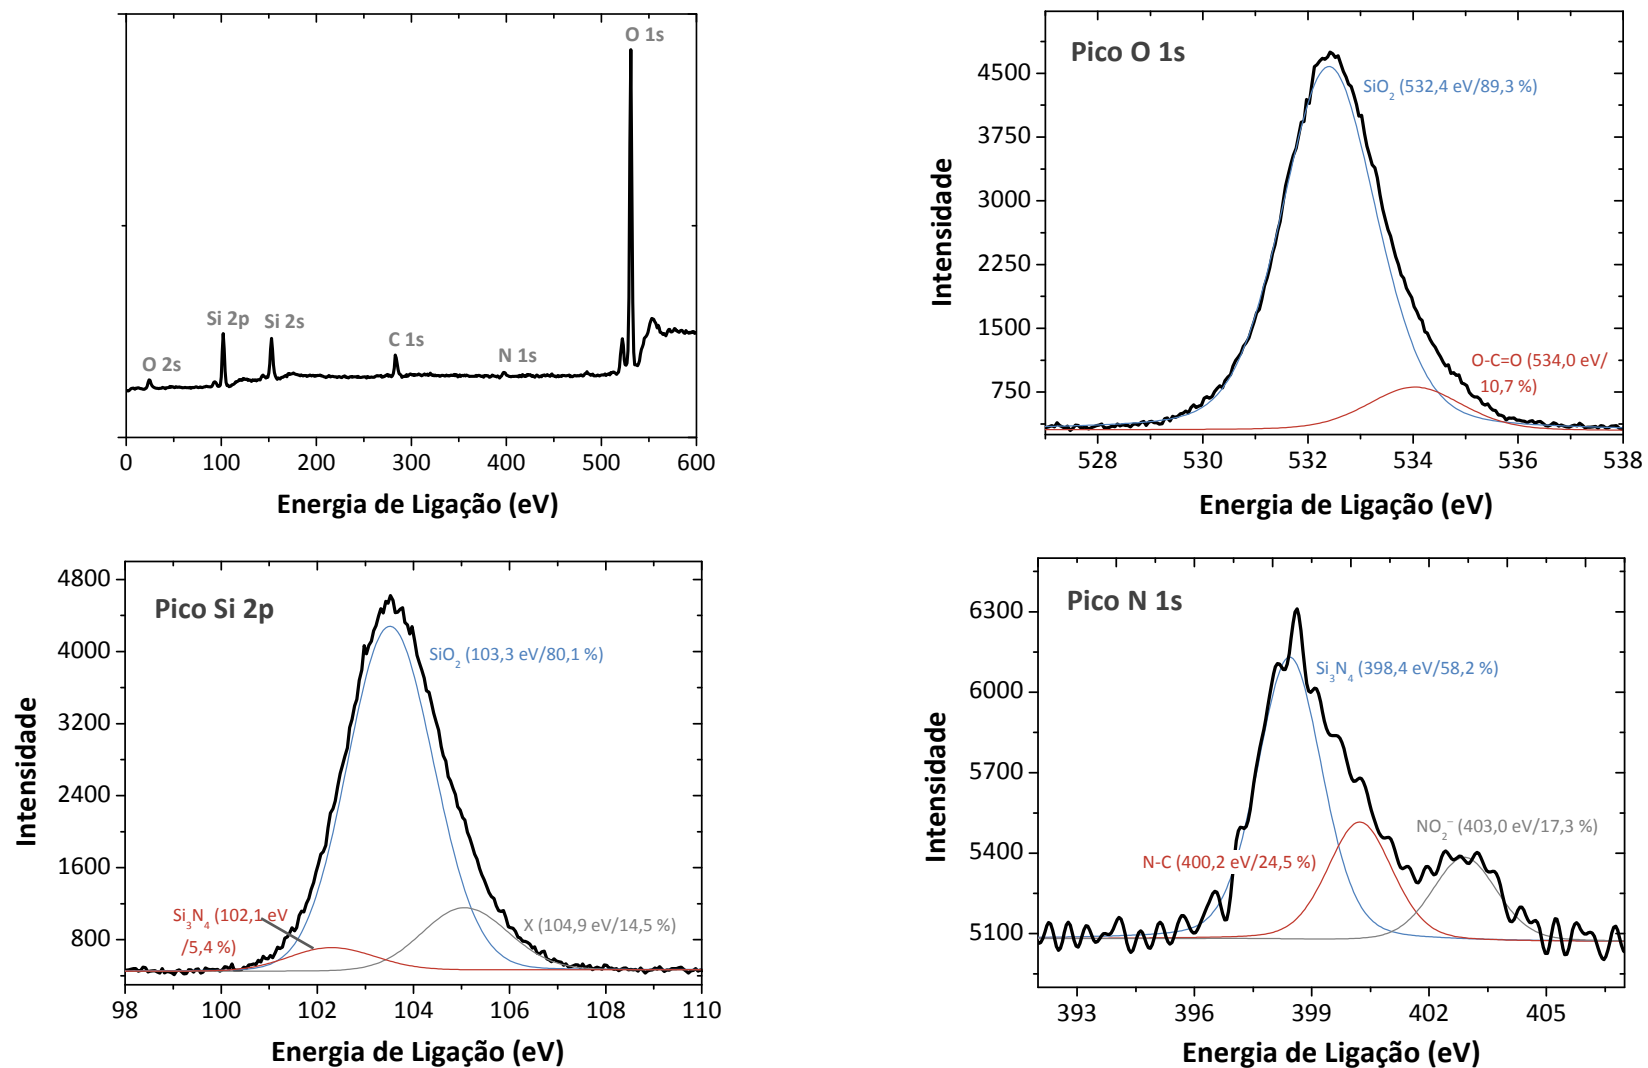 O 1s
Si 2p
Si 2s
C 1s
N 1s
O 2s
0 100 200 300 400 500 600
Energia de Ligação (eV)
Pico O 1s
SiO2 (532,4 eV/89,3 %)
O-C=O (534,0 eV/
10,7 %)
4500
3750
3000
2250
1500
750
Intensidade
528 530 532 534 536 538
Energia de Ligação (eV)
Pico Si 2p
SiO2 (103,3 eV/80,1 %)
Si3N4 (102,1 eV
/5,4 %)
X (104,9 eV/14,5 %)
4800
4000
3200
2400
1600
800
Intensidade
98 100 102 104 106 108 110
Energia de Ligação (eV)
Pico N 1s
Si3N4 (398,4 eV/58,2 %)
NO2− (403,0 eV/17,3 %)
N-C (400,2 eV/24,5 %)
6300
6000
5700
5400
5100
Intensidade
393 396 399 402 405
Energia de Ligação (eV)